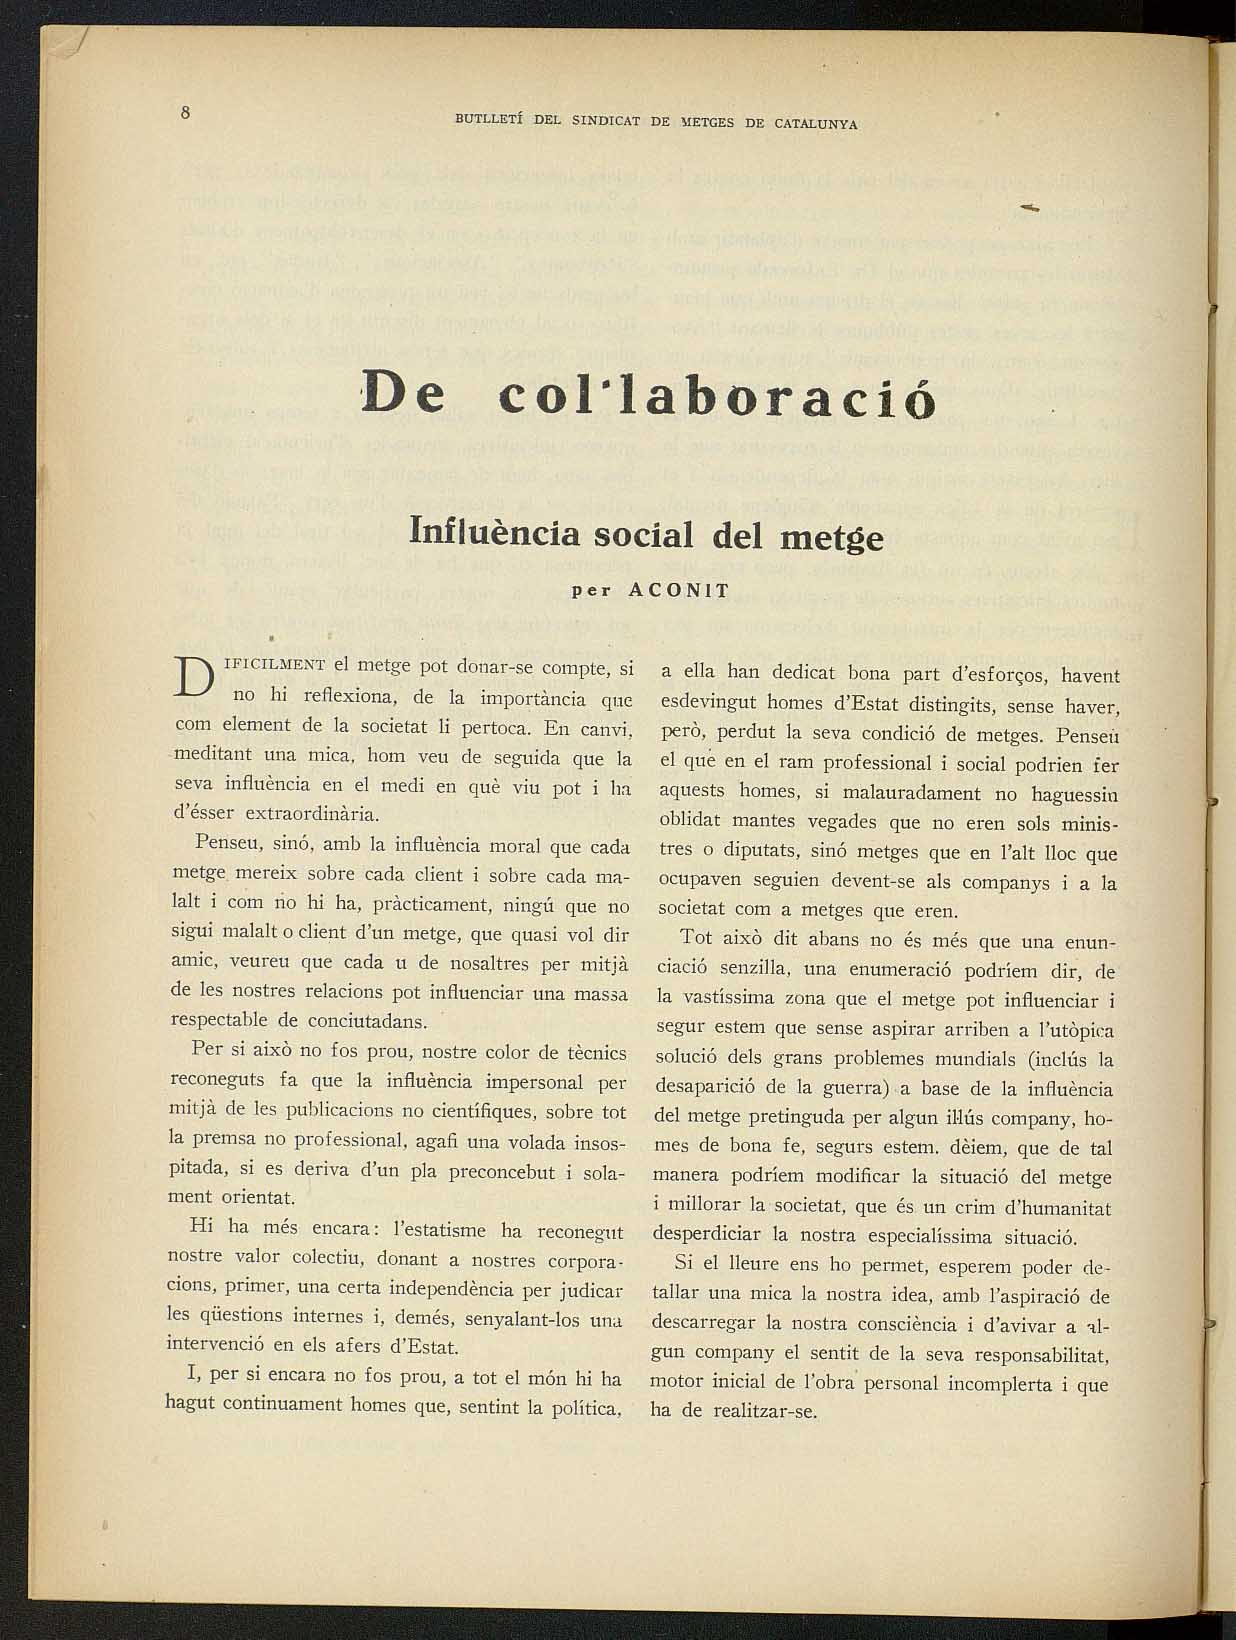 8
BUTLLETÍ DEL SINDICAT DE METGES DE CATALUNYA
De col·laboració
Influència social del metge
per ACONIT
DIFICILMENT el metge pot donar-se compte, si
no hi reflexiona, de la importància que
com element de la societat li pertoca. En canvi,
meditant una mica, hom veu de seguida que la
seva influència en el medi en què viu pot i ha
d'ésser extraordinària.
Penseu, sinó, amb la influència moral que cada
metge mereix sobre cada client i sobre cada ma-
lalt i com no hi ha, pràcticament, ningú que no
sigui malalt o client d'un metge, que quasi vol dir
amic, veureu que cada u de nosaltres per mitjà
de les nostres relacions pot influenciar una massa
respectable de conciutadans.
Per si això no fos prou, nostre color de tècnics
reconeguts fa que la influència impersonal per
mitjà de les publicacions no científiques, sobre tot
la premsa no professional, agafi una volada insos-
pitada, si es deriva d'un pla preconcebut i sola-
ment orientat.
Hi ha més encara: l'estatisme ha reconegut
nostre valor colectiu, donant a nostres corpora-
cions, primer, una certa independència per judicar
les qüestions internes i, demés, senyalant-los una
intervenció en els afers d'Estat.
I, per si encara no fos prou, a tot el món hi ha
hagut continuament homes que, sentint la política,
a ella han dedicat bona part d'esforços, havent
esdevingut homes d'Estat distingits, sense haver,
però, perdut la seva condició de metges. Penseu
el que en el ram professional i social podrien fer
aquests homes, si malauradament no haguessin
oblidat mantes vegades que no eren sols minis-
tres o diputats, sinó metges que en l'alt lloc que
ocupaven seguien devent-se als companys i a la
societat com a metges que eren.
Tot això dit abans no és més que una enun-
ciació senzilla, una enumeració podríem dir, de
la vastíssima zona que el metge pot influenciar i
segur estem que sense aspirar arriben a l'utòpica
solució dels grans problemes mundials (inclús la
desaparició de la guerra) a base de la influència
del metge pretinguda per algun iŀlús company, ho-
mes de bona fe, segurs estem. dèiem, que de tal
manera podríem modificar la situació del metge
i millorar la societat, que és un crim d'humanitat
desperdiciar la nostra especialíssima situació.
Si el lleure ens ho permet, esperem poder de-
tallar una mica la nostra idea, amb l'aspiració de
descarregar la nostra consciència i d'avivar a al-
gun company el sentit de la seva responsabilitat,
motor inicial de l'obra personal incomplerta i que
ha de realitzar-se.